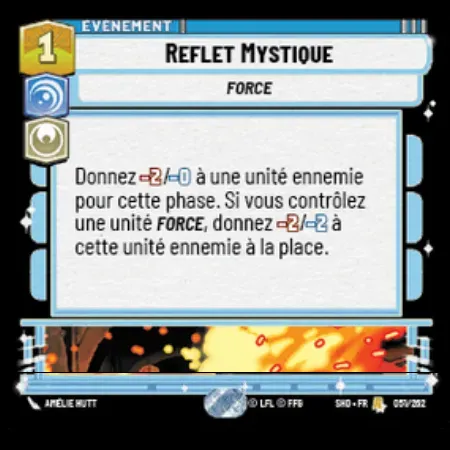 1
EVENEMENT
REFLET MYSTIQUE
FORCE
Donnez -2/-0 à une unité ennemie
pour cette phase. Si vous contrôlez
une unité FORCE, donnez -2/-2 à
cette unité ennemie à la place.
AMÉLIE HUTT
© LFL © FFG
SHD • FR
051/262